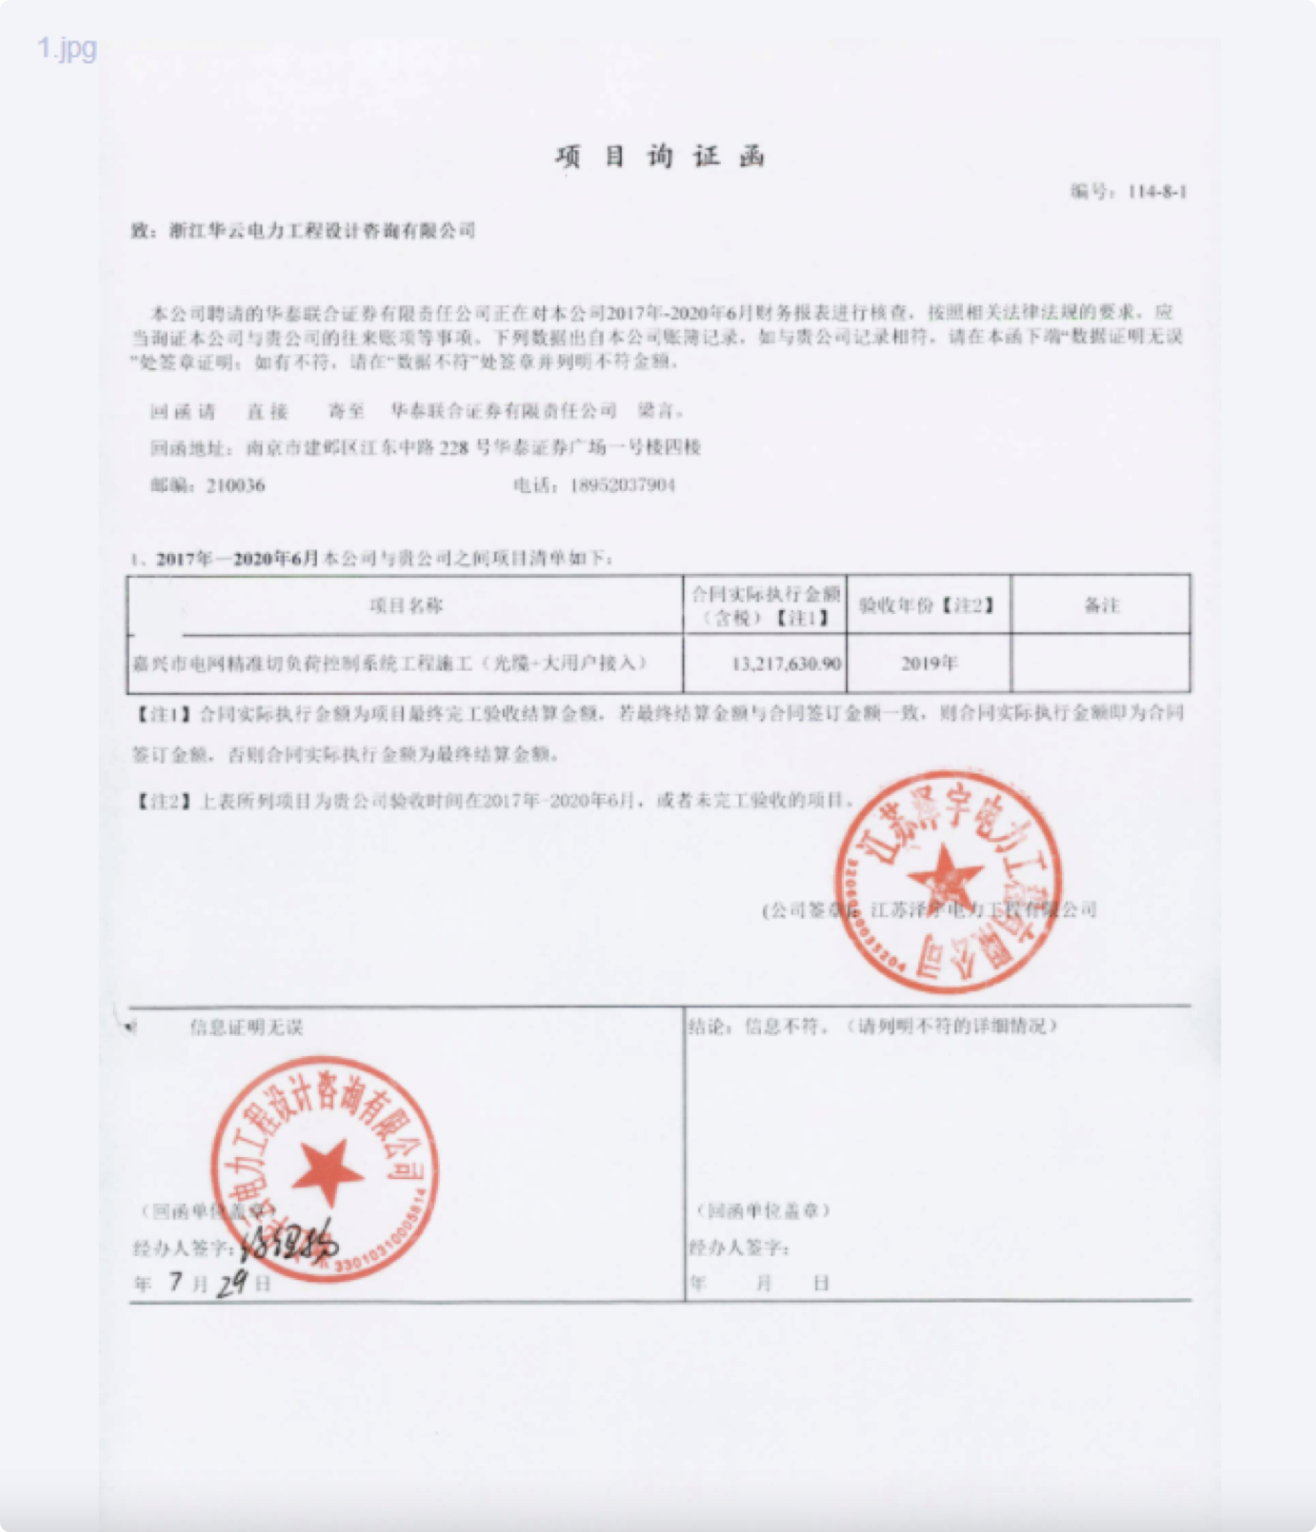 1.jpg
项目询证函
编号：114-8-1
致：浙江华云电力工程设计咨询有限公司
本公司聘请的华泰联合证券有限责任公司正在对本公司2017年-2020年6月财务报表进行核查，按照相关法律法规的要求，应
当询证本公司与贵公司的往来账项等事项。下列数据出自本公司账簿记录，如与贵公司记录相符，请在本函下端“数据证明无误
”处签章证明；如有不符，请在“数据不符”处签章并列明不符金额。
回函请 直接 寄至 华泰联合证券有限责任公司 梁言。
回函地址：南京市建邺区江东中路 228 号华泰证券广场一号楼四楼
邮编：210036 电话：18952037904
1、2017年—2020年6月本公司与贵公司之间项目清单如下：
项目名称 合同实际执行金额（含税）【注1】 验收年份【注2】 备注
嘉兴市电网精准切负荷控制系统工程施工（光缆+大用户接入） 13,217,630.90 2019年
【注1】合同实际执行金额为项目最终完工验收结算金额，若最终结算金额与合同签订金额一致，则合同实际执行金额即为合同
签订金额，否则合同实际执行金额为最终结算金额。
【注2】上表所列项目为贵公司验收时间在2017年-2020年6月，或者未完工验收的项目。
江苏泽宇电力工程有限公司
(公司签章)：江苏泽宇电力工程有限公司
信息证明无误 结论：信息不符。（请列明不符的详细情况）
电力工程设计咨询有限公司
33010310005814
（回函单位盖章） （回函单位盖章）
经办人签字： 经办人签字：
年 7 月 29 日 年 月 日